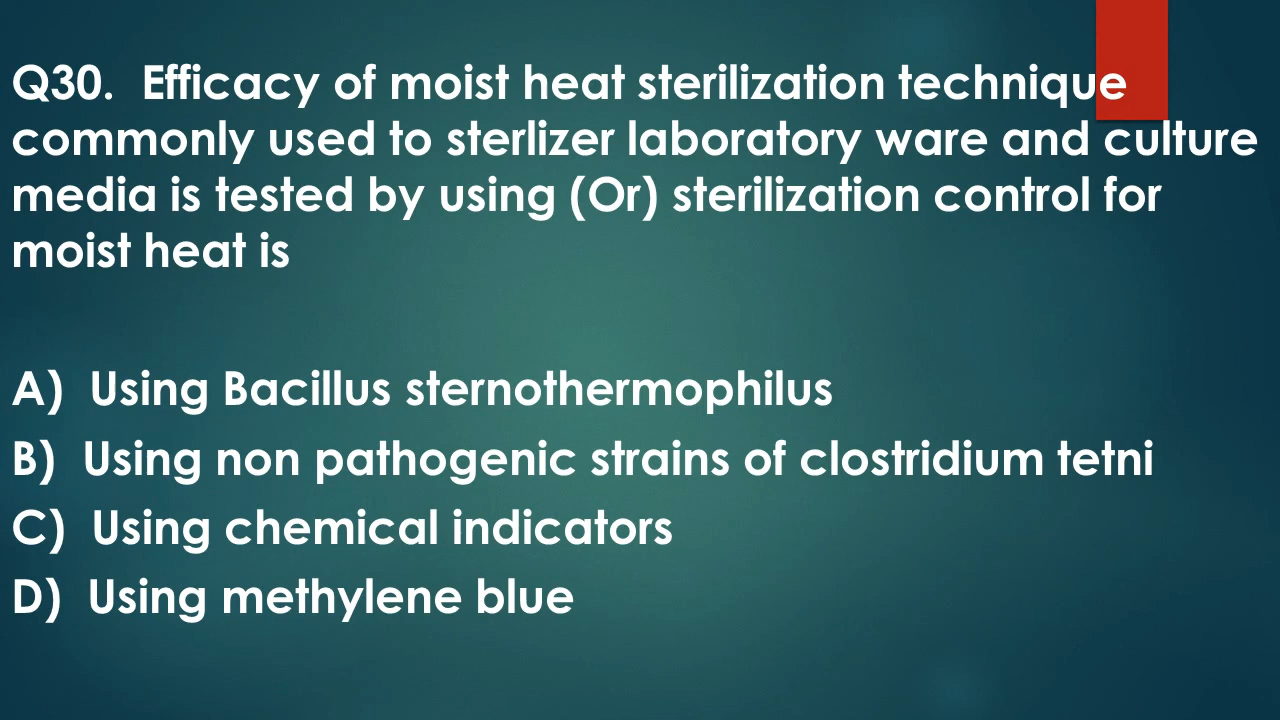 Q30.  Efficacy of moist heat sterilization technique
commonly used to sterlizer laboratory ware and culture
media is tested by using (Or) sterilization control for
moist heat is
A)  Using Bacillus sternothermophilus
B)  Using non pathogenic strains of clostridium tetni
C)  Using chemical indicators
D)  Using methylene blue